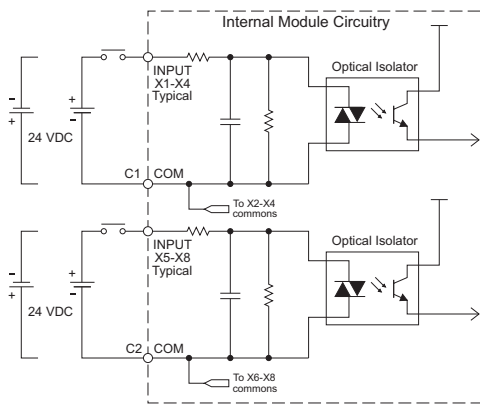 Internal Module Circuitry
INPUT
X1-X4
Typical
Optical Isolator
-
+
+
-
24 VDC
C1
COM
To X2-X4
commons
INPUT
X5-X8
Typical
Optical Isolator
-
+
-
+
24 VDC
C2
COM
To X6-X8
commons